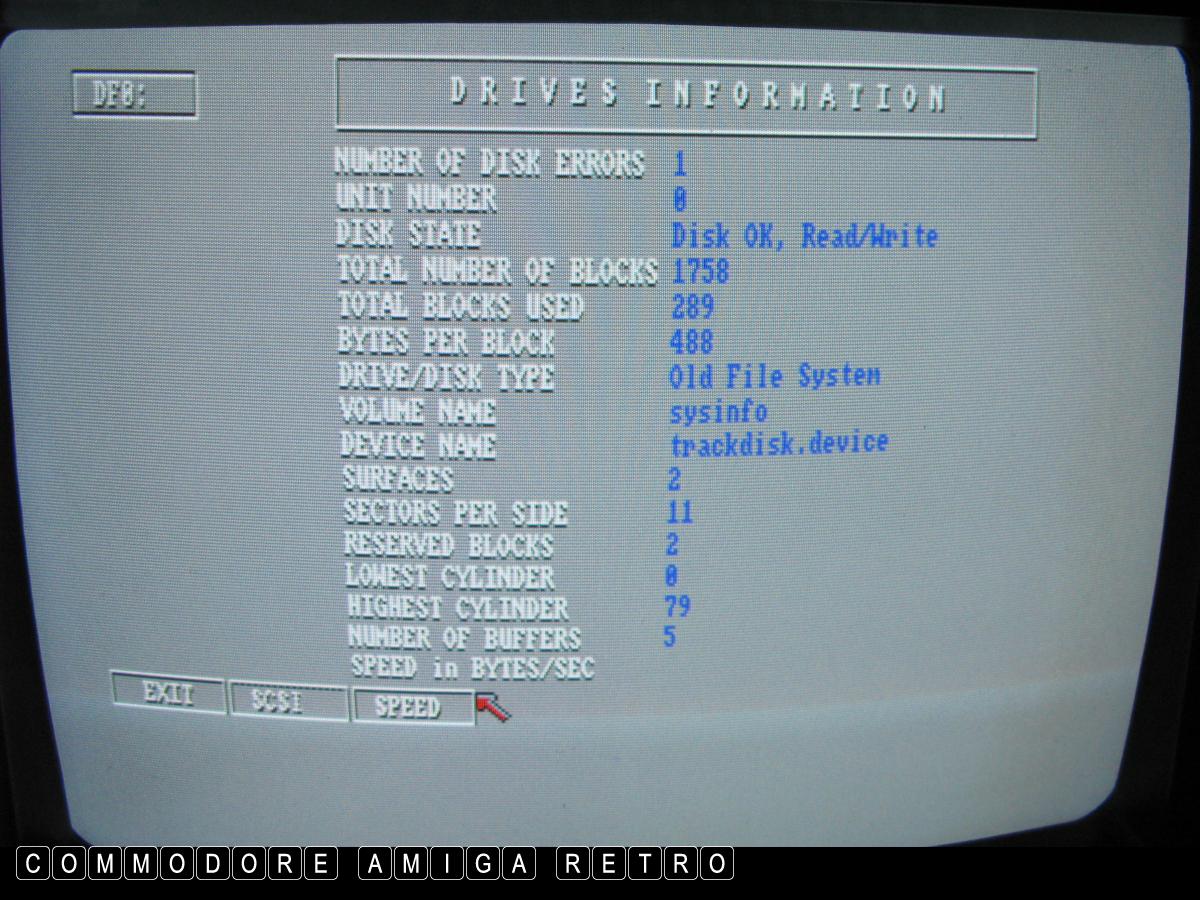 DF0:
DRIVES INFORMATION
NUMBER OF DISK ERRORS 1
UNIT NUMBER 0
DISK STATE Disk OK, Read/Write
TOTAL NUMBER OF BLOCKS 1758
TOTAL BLOCKS USED 289
BYTES PER BLOCK 488
DRIVE/DISK TYPE Old File System
VOLUME NAME sysinfo
DEVICE NAME trackdisk.device
SURFACES 2
SECTORS PER SIDE 11
RESERVED BLOCKS 2
LOWEST CYLINDER 0
HIGHEST CYLINDER 79
NUMBER OF BUFFERS 5
SPEED in BYTES/SEC
EXIT SCSI SPEED
COMMODORE AMIGA RETRO